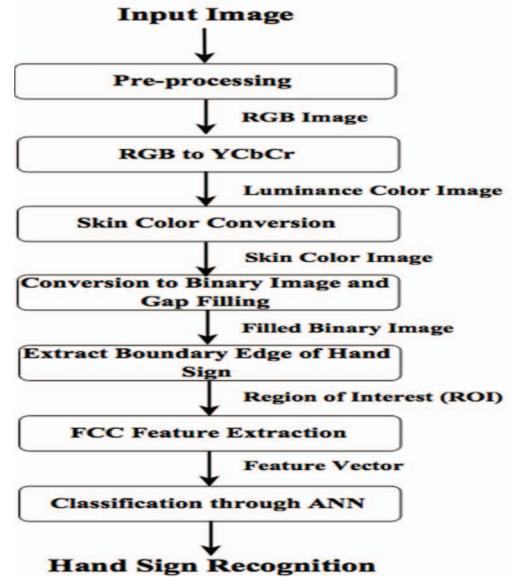 Input Image
Pre-processing
RGB Image
RGB to YCbCr
Luminance Color Image
Skin Color Conversion
Skin Color Image
Conversion to Binary Image and
Gap Filling
Filled Binary Image
Extract Boundary Edge of Hand
Sign
Region of Interest (ROI)
FCC Feature Extraction
Feature Vector
Classification through ANN
Hand Sign Recognition